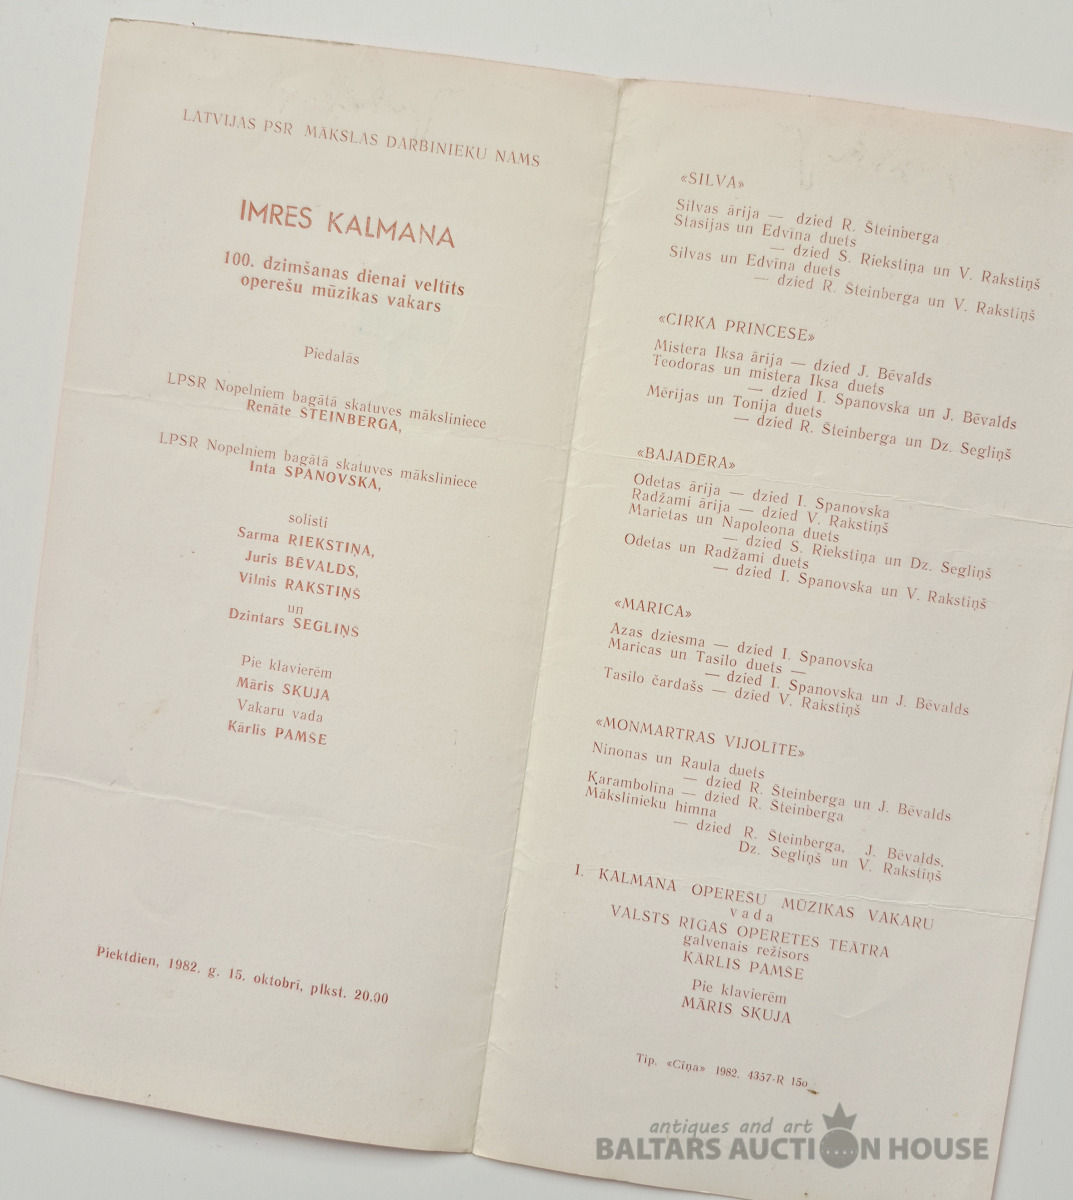 LATVIJAS PSR MĀKSLAS DARBINIEKU NAMS
IMRES KALMANA
100. dzimšanas dienai veltīts
operešu mūzikas vakars
Piedalās
LPSR Nopelniem bagātā skatuves māksliniece
Renāte ŠTEINBERGA,
LPSR Nopelniem bagātā skatuves māksliniece
Inta SPANOVSKA,
solisti
Sarma RIEKSTIŅA,
Juris BĒVALDS,
Vilnis RAKSTIŅŠ
un
Dzintars SEGLIŅŠ
Pie klavierēm
Māris SKUJA
Vakaru vada
Kārlis PAMŠE
Piektdien, 1982. g. 15. oktobrī, plkst. 20.00
«SILVA»
Silvas ārija — dzied R. Šteinberga
Stasijas un Edvīna duets
— dzied S. Riekstiņa un V. Rakstiņš
Silvas un Edvīna duets
— dzied R. Šteinberga un V. Rakstiņš
«CIRKA PRINCESE»
Mistera Iksa ārija — dzied J. Bēvalds
Teodoras un mistera Iksa duets
— dzied I. Spanovska un J. Bēvalds
Mērijas un Tonija duets
— dzied R. Šteinberga un Dz. Segliņš
«BAJADĒRA»
Odetas ārija — dzied I. Spanovska
Radžami ārija — dzied V. Rakstiņš
Marietas un Napoleona duets
— dzied S. Riekstiņa un Dz. Segliņš
Odetas un Radžami duets
— dzied I. Spanovska un V. Rakstiņš
«MARICA»
Azas dziesma — dzied I. Spanovska
Maricas un Tasilo duets —
— dzied I. Spanovska un J. Bēvalds
Tasilo čardašs — dzied V. Rakstiņš
«MONMARTRAS VIJOLĪTE»
Ninonas un Raula duets
— dzied R. Šteinberga un J. Bēvalds
Karambolīna — dzied R. Šteinberga
Mākslinieku himna
— dzied R. Šteinberga, J. Bēvalds,
Dz. Segliņš un V. Rakstiņš
I. KALMANA OPEREŠU MŪZIKAS VAKARU
vada
VALSTS RĪGAS OPERETES TEĀTRA
galvenais režisors
KĀRLIS PAMŠE
Pie klavierēm
MĀRIS SKUJA
Tip. «Cīņa» 1982. 4357-R 150
antiques and art
BALTARS AUCTION HOUSE